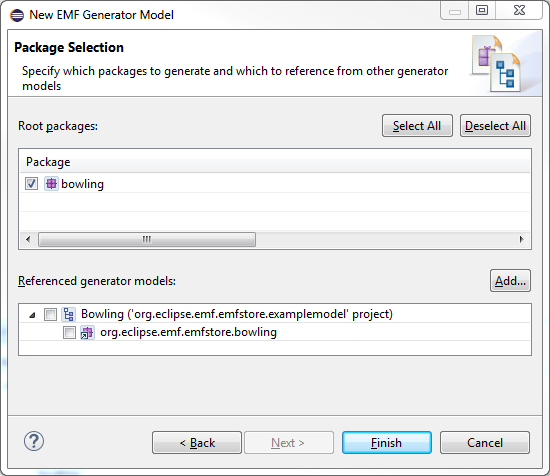 New EMF Generator Model
Package Selection
Specify which packages to generate and which to reference from other generator
models
Root packages:
Select All
Deselect All
Package
bowling
Referenced generator models:
Add...
Bowling ('org.eclipse.emf.emfstore.examplemodel' project)
org.eclipse.emf.emfstore.bowling
?
< Back
Next >
Finish
Cancel